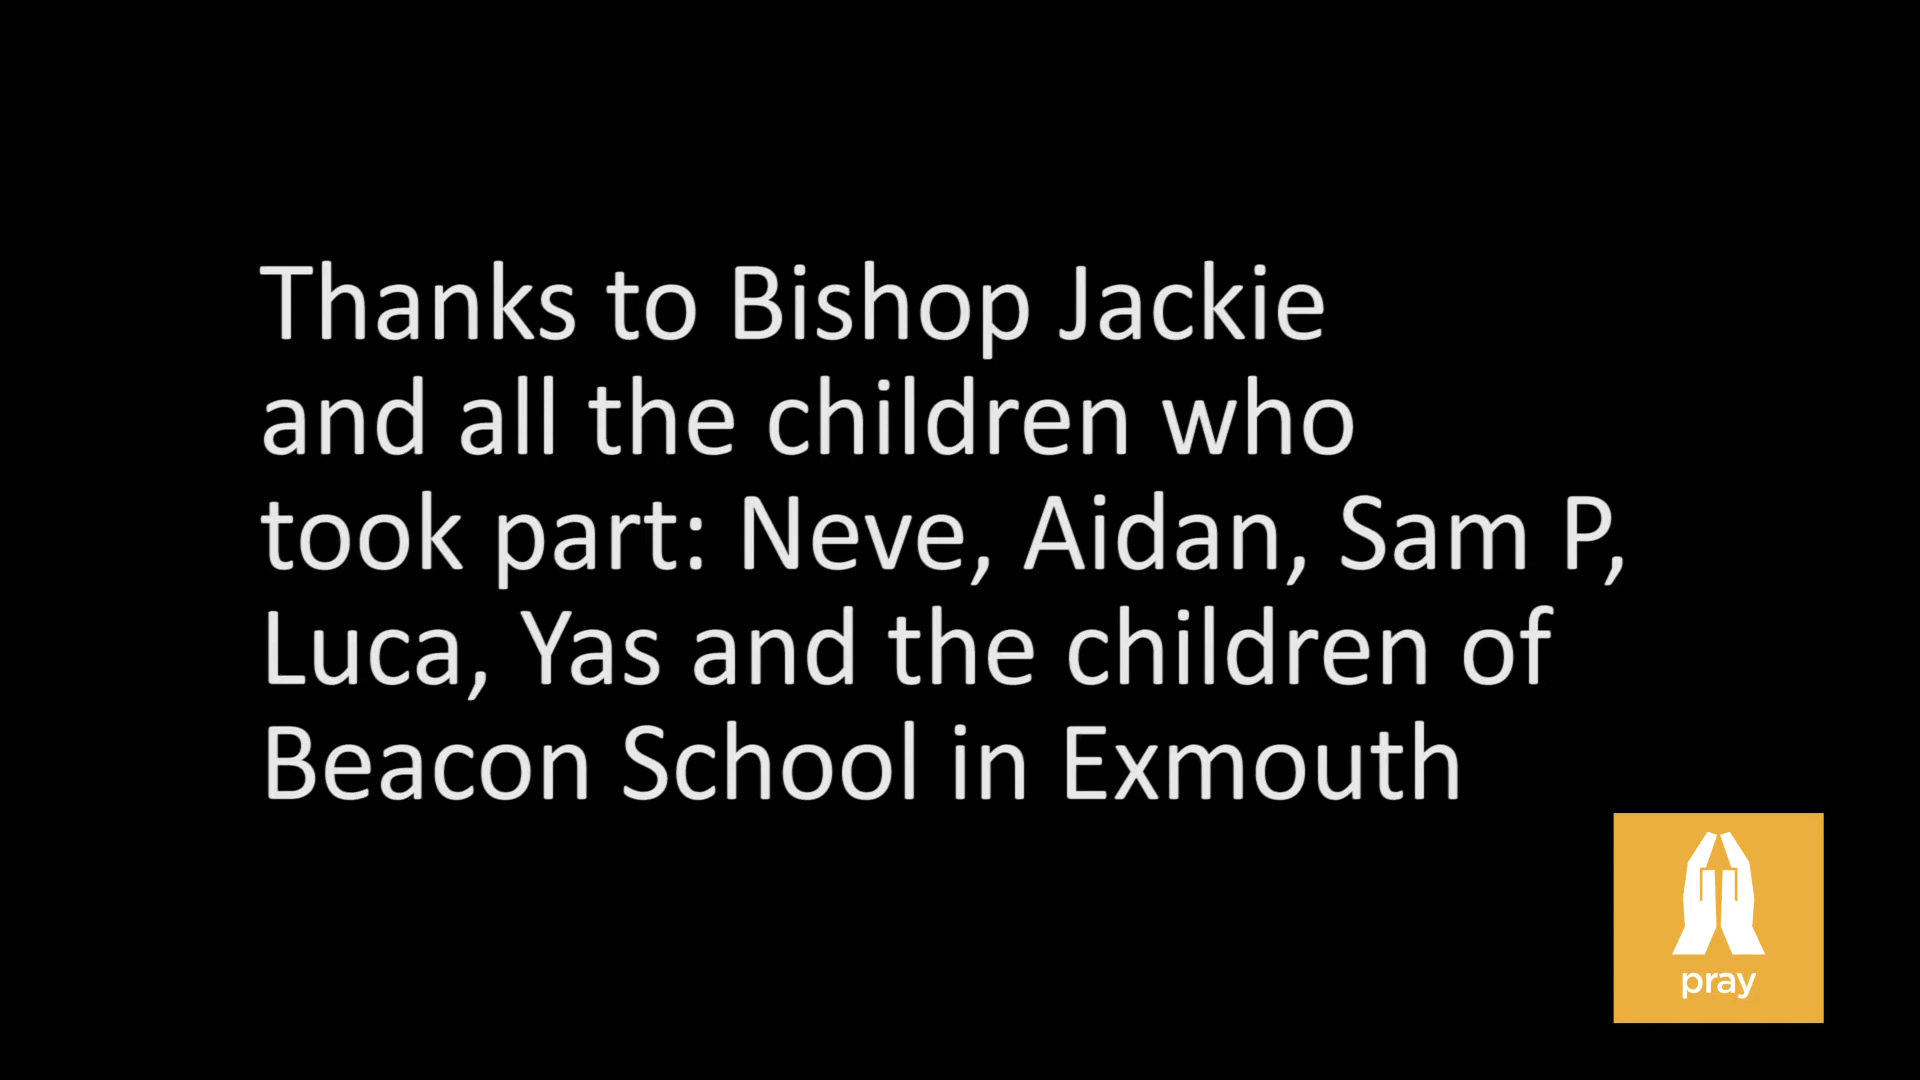 Thanks to Bishop Jackie
and all the children who
took part: Neve, Aidan, Sam P,
Luca, Yas and the children of
Beacon School in Exmouth
pray